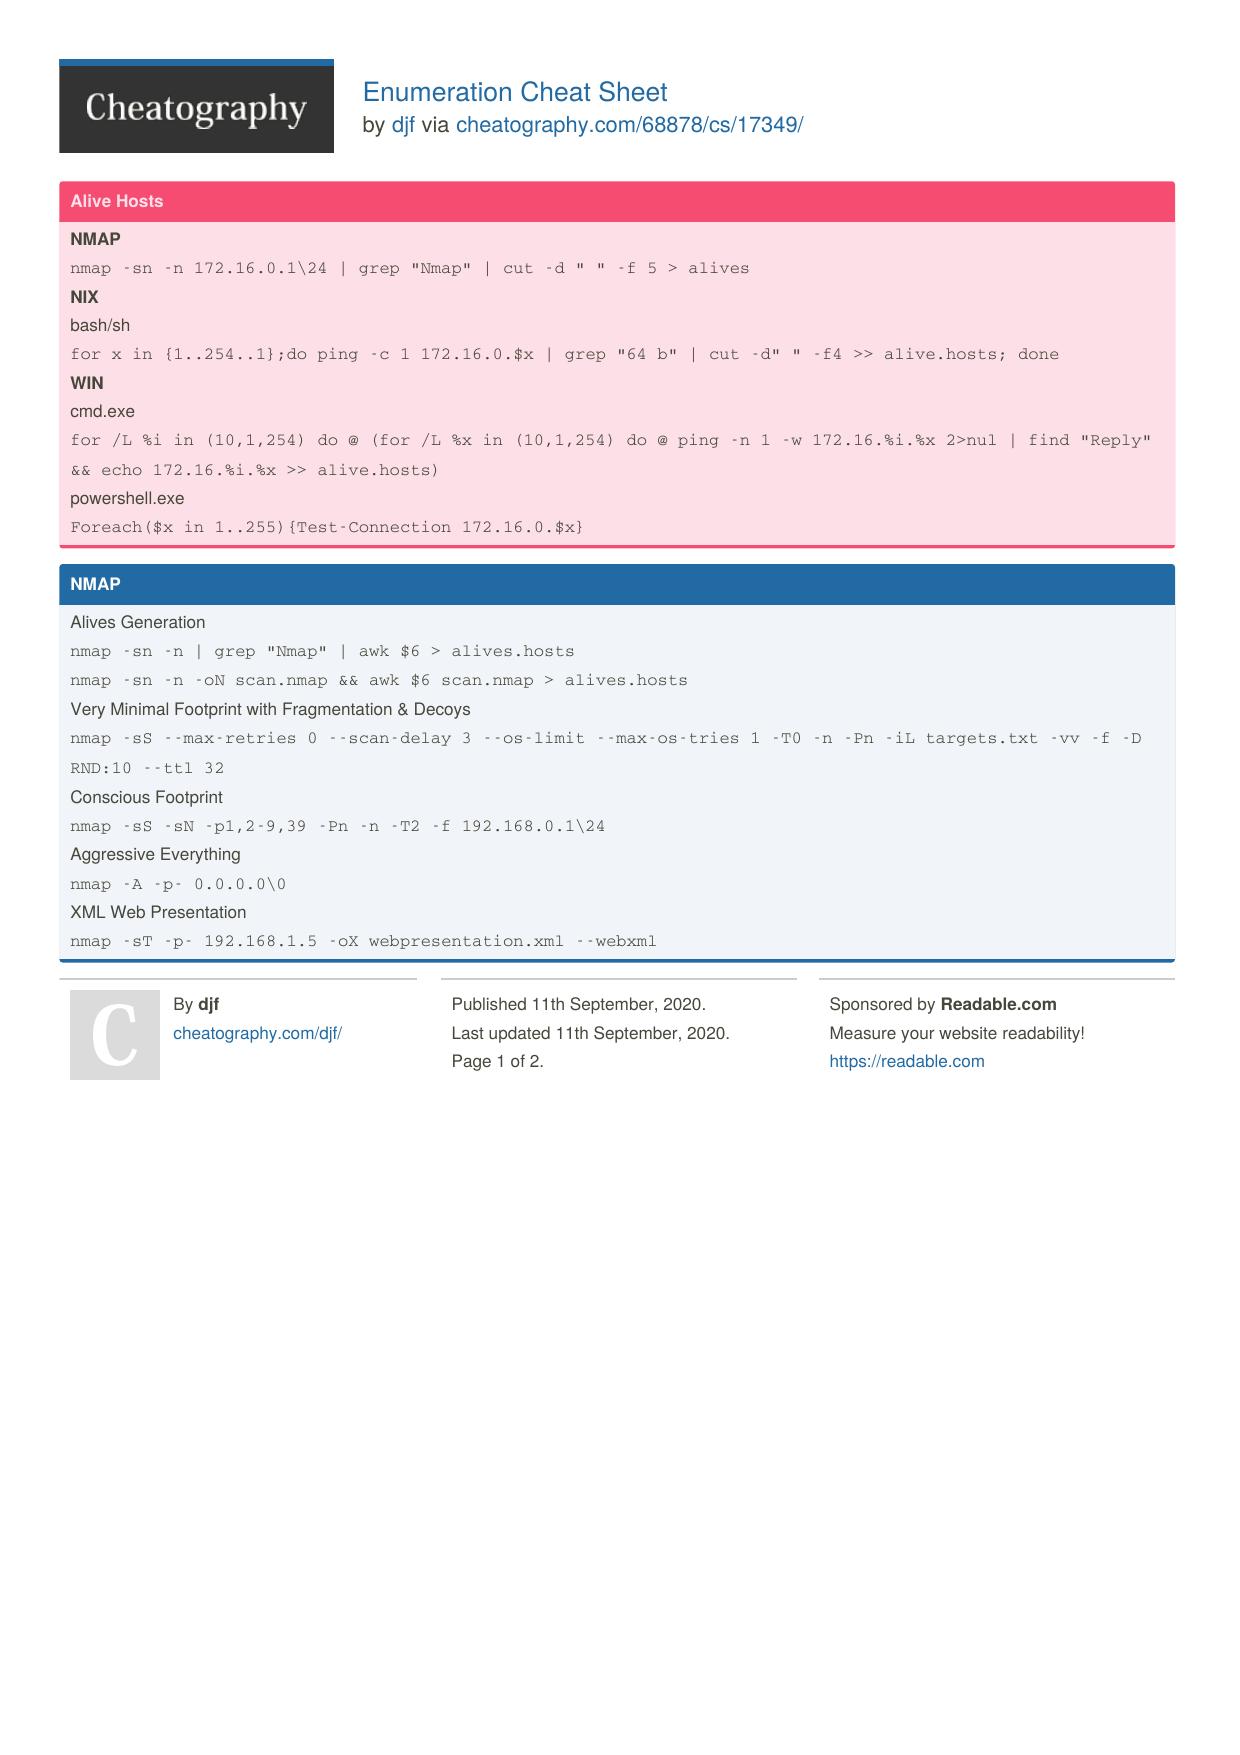 Cheatography
Enumeration Cheat Sheet
by djf via cheatography.com/68878/cs/17349/
Alive Hosts
NMAP
nmap -sn -n 172.16.0.1\24 | grep "Nmap" | cut -d " " -f 5 > alives
NIX
bash/sh
for x in {1..254..1};do ping -c 1 172.16.0.$x | grep "64 b" | cut -d" " -f4 >> alive.hosts; done
WIN
cmd.exe
for /L %i in (10,1,254) do @ (for /L %x in (10,1,254) do @ ping -n 1 -w 172.16.%i.%x 2>nul | find "Reply"
&& echo 172.16.%i.%x >> alive.hosts)
powershell.exe
Foreach($x in 1..255){Test-Connection 172.16.0.$x}
NMAP
Alives Generation
nmap -sn -n | grep "Nmap" | awk $6 > alives.hosts
nmap -sn -n -oN scan.nmap && awk $6 scan.nmap > alives.hosts
Very Minimal Footprint with Fragmentation & Decoys
nmap -sS --max-retries 0 --scan-delay 3 --os-limit --max-os-tries 1 -T0 -n -Pn -iL targets.txt -vv -f -D
RND:10 --ttl 32
Conscious Footprint
nmap -sS -sN -p1,2-9,39 -Pn -n -T2 -f 192.168.0.1\24
Aggressive Everything
nmap -A -p- 0.0.0.0\0
XML Web Presentation
nmap -sT -p- 192.168.1.5 -oX webpresentation.xml --webxml
C
By djf
cheatography.com/djf/
Published 11th September, 2020.
Last updated 11th September, 2020.
Page 1 of 2.
Sponsored by Readable.com
Measure your website readability!
https://readable.com